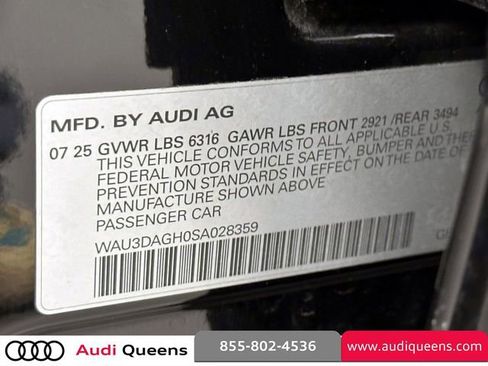 MFD. BY AUDI AG
07 25 GVWR LBS 6316 GAWR LBS FRONT 2921 /REAR 3494
THIS VEHICLE CONFORMS TO ALL APPLICABLE U.S.
FEDERAL MOTOR VEHICLE SAFETY, BUMPER AND
PREVENTION STANDARDS IN EFFECT ON THE DATE OF
MANUFACTURE SHOWN ABOVE
PASSENGER CAR
WAU3DAGH0SA028359
Audi Queens
855-802-4536
www.audiqueens.com